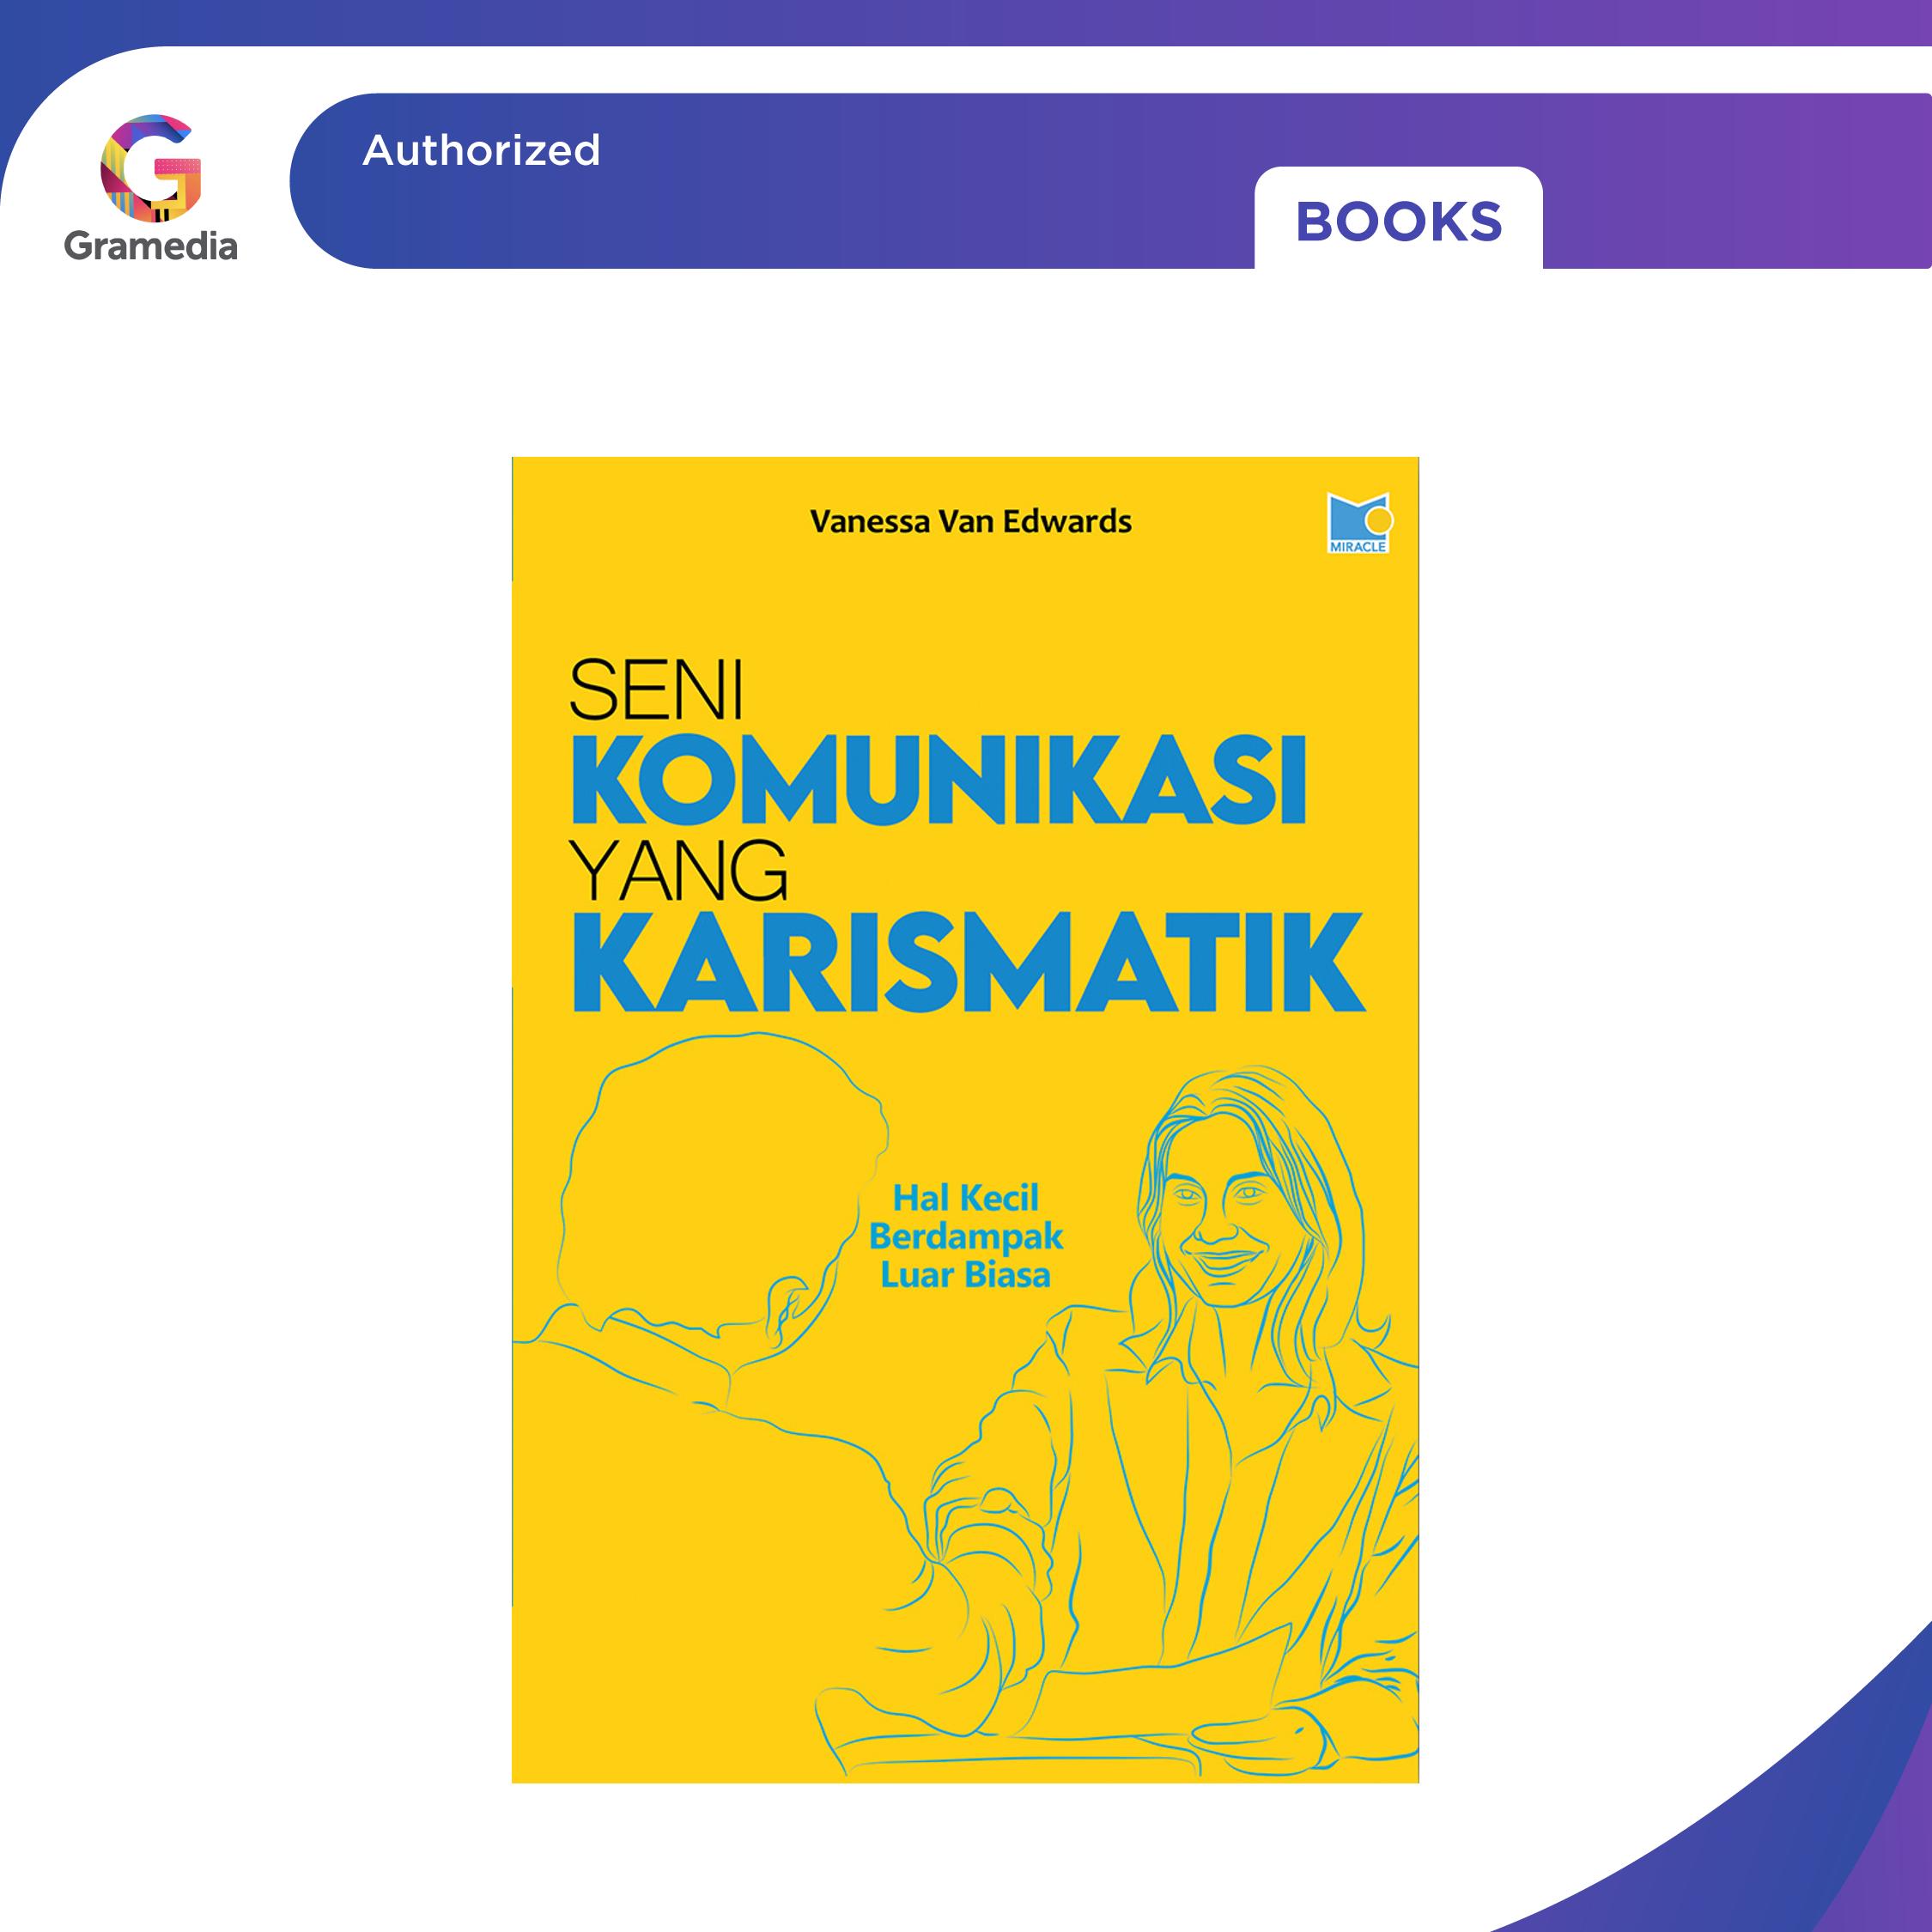 Gramedia
Authorized
BOOKS
Vanessa Van Edwards
MIRACLE
SENI
KOMUNIKASI
YANG
KARISMATIK
Hal Kecil
Berdampak
Luar Biasa